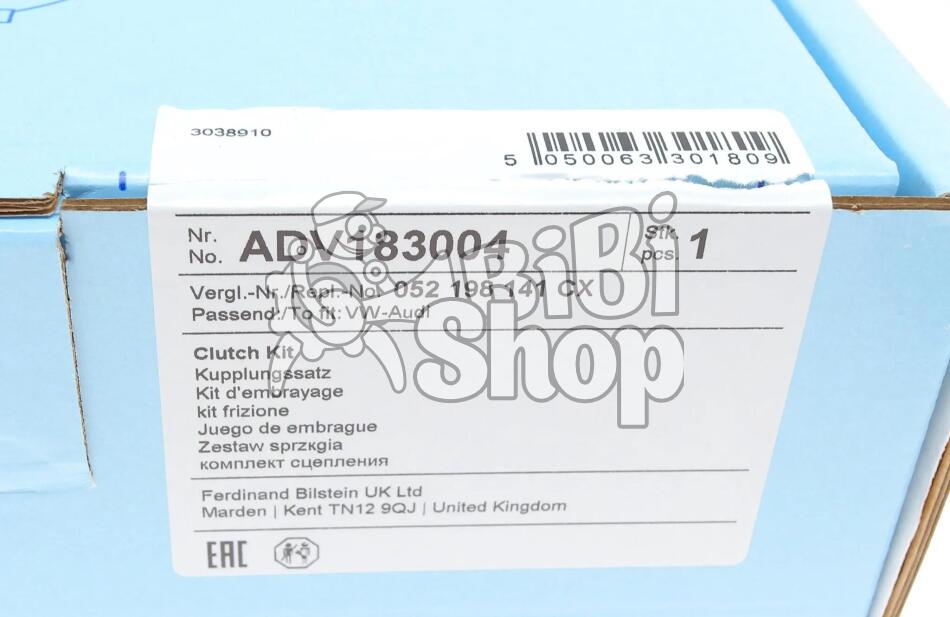 3038910
5 050063 301809
Nr.
No. ADV183004
Stk.
pcs. 1
Vergl.-Nr./Repl.-No. 052 198 141 CX
Passend./To fit: VW-Audi
BiBi
Shop
Clutch Kit
Kupplungssatz
Kit d'embrayage
kit frizione
Juego de embrague
Zestaw sprzкgia
комплект сцепления
Ferdinand Bilstein UK Ltd
Marden | Kent TN12 9QJ | United Kingdom
EAC